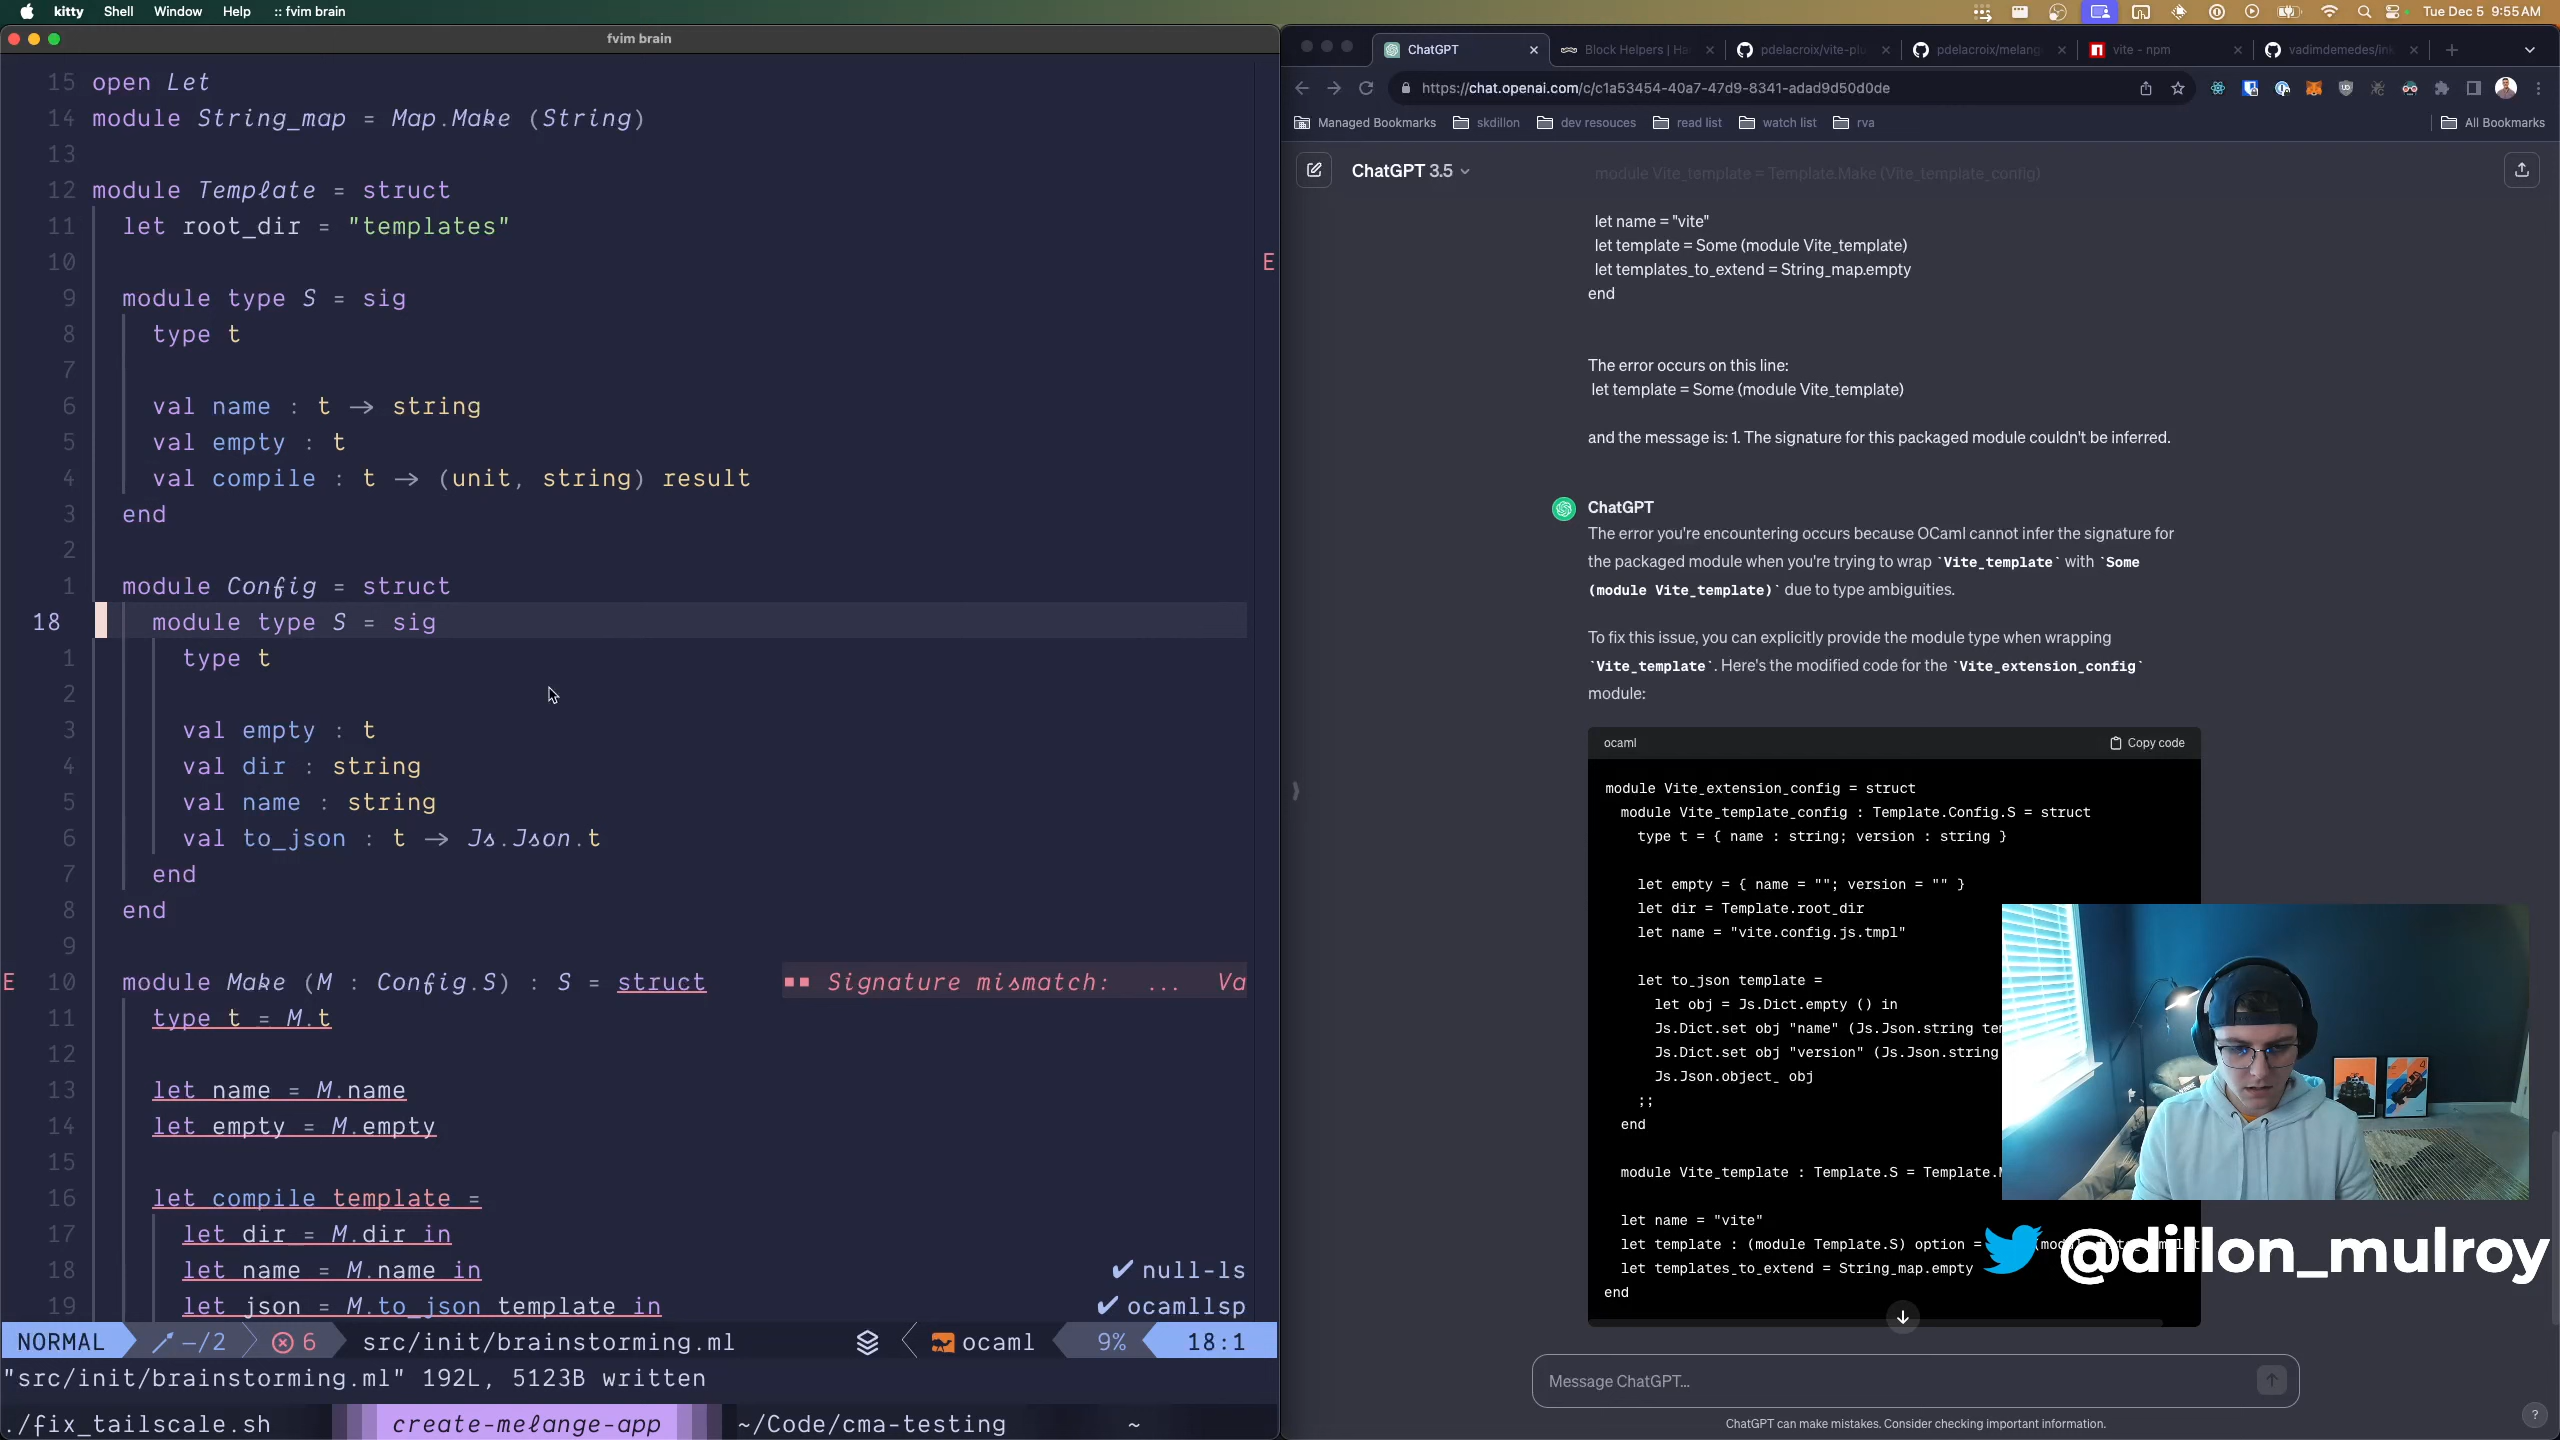 kitty Shell Window Help :: fvim brain
Tue Dec 5 9:55 AM
fvim brain
15 open Let
14 module String_map = Map.Make (String)
13
12 module Template = struct
11 let root_dir = "templates"
10
E
9 module type S = sig
8 type t
7
6 val name : t → string
5 val empty : t
4 val compile : t → (unit, string) result
3 end
2
1 module Config = struct
18 module type S = sig
1 type t
2
3 val empty : t
4 val dir : string
5 val name : string
6 val to_json : t → Js.Json.t
7 end
8 end
9
E 10 module Make (M : Config.S) : S = struct ■■ Signature mismatch: ... Va
11 type t = M.t
12
13 let name = M.name
14 let empty = M.empty
15
16 let compile template =
17 let dir = M.dir in
18 let name = M.name in ✔ null-ls
19 let json = M.to_json template in ✔ ocamllsp
NORMAL –/2 6 src/init/brainstorming.ml ocaml 9% 18:1
"src/init/brainstorming.ml" 192L, 5123B written
./fix_tailscale.sh create-melange-app ~/Code/cma-testing ~
ChatGPT Block Helpers | Ha pdelacroix/vite-plu pdelacroix/melang vite - npm vadimdemedes/ink
https://chat.openai.com/c/c1a53454-40a7-47d9-8341-adad9d50d0de
Managed Bookmarks skdillon dev resouces read list watch list rva All Bookmarks
ChatGPT 3.5
module Vite_template = Template.Make (Vite_template_config)
let name = "vite"
let template = Some (module Vite_template)
let templates_to_extend = String_map.empty
end
The error occurs on this line:
let template = Some (module Vite_template)
and the message is: 1. The signature for this packaged module couldn't be inferred.
ChatGPT
The error you're encountering occurs because OCaml cannot infer the signature for
the packaged module when you're trying to wrap `Vite_template` with `Some
(module Vite_template)` due to type ambiguities.
To fix this issue, you can explicitly provide the module type when wrapping
`Vite_template`. Here's the modified code for the `Vite_extension_config`
module:
ocaml Copy code
module Vite_extension_config = struct
module Vite_template_config : Template.Config.S = struct
type t = { name : string; version : string }
let empty = { name = ""; version = "" }
let dir = Template.root_dir
let name = "vite.config.js.tmpl"
let to_json template =
let obj = Js.Dict.empty () in
Js.Dict.set obj "name" (Js.Json.string te
Js.Dict.set obj "version" (Js.Json.string
Js.Json.object_ obj
;;
end
module Vite_template : Template.S = Template.M
let name = "vite"
let template : (module Template.S) option =
let templates_to_extend = String_map.empty
end
@dillon_mulroy
Message ChatGPT...
ChatGPT can make mistakes. Consider checking important information.
?